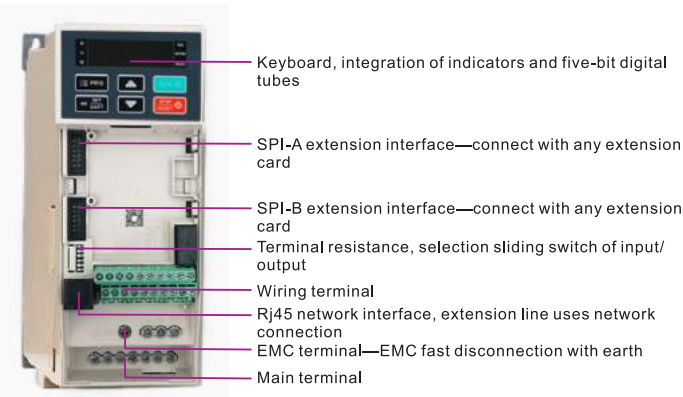 Keyboard, integration of indicators and five-bit digital
tubes
SPI-A extension interface—connect with any extension
card
SPI-B extension interface—connect with any extension
card
Terminal resistance, selection sliding switch of input/
output
Wiring terminal
Rj45 network interface, extension line uses network
connection
EMC terminal—EMC fast disconnection with earth
Main terminal
PRG
RUN
STOP